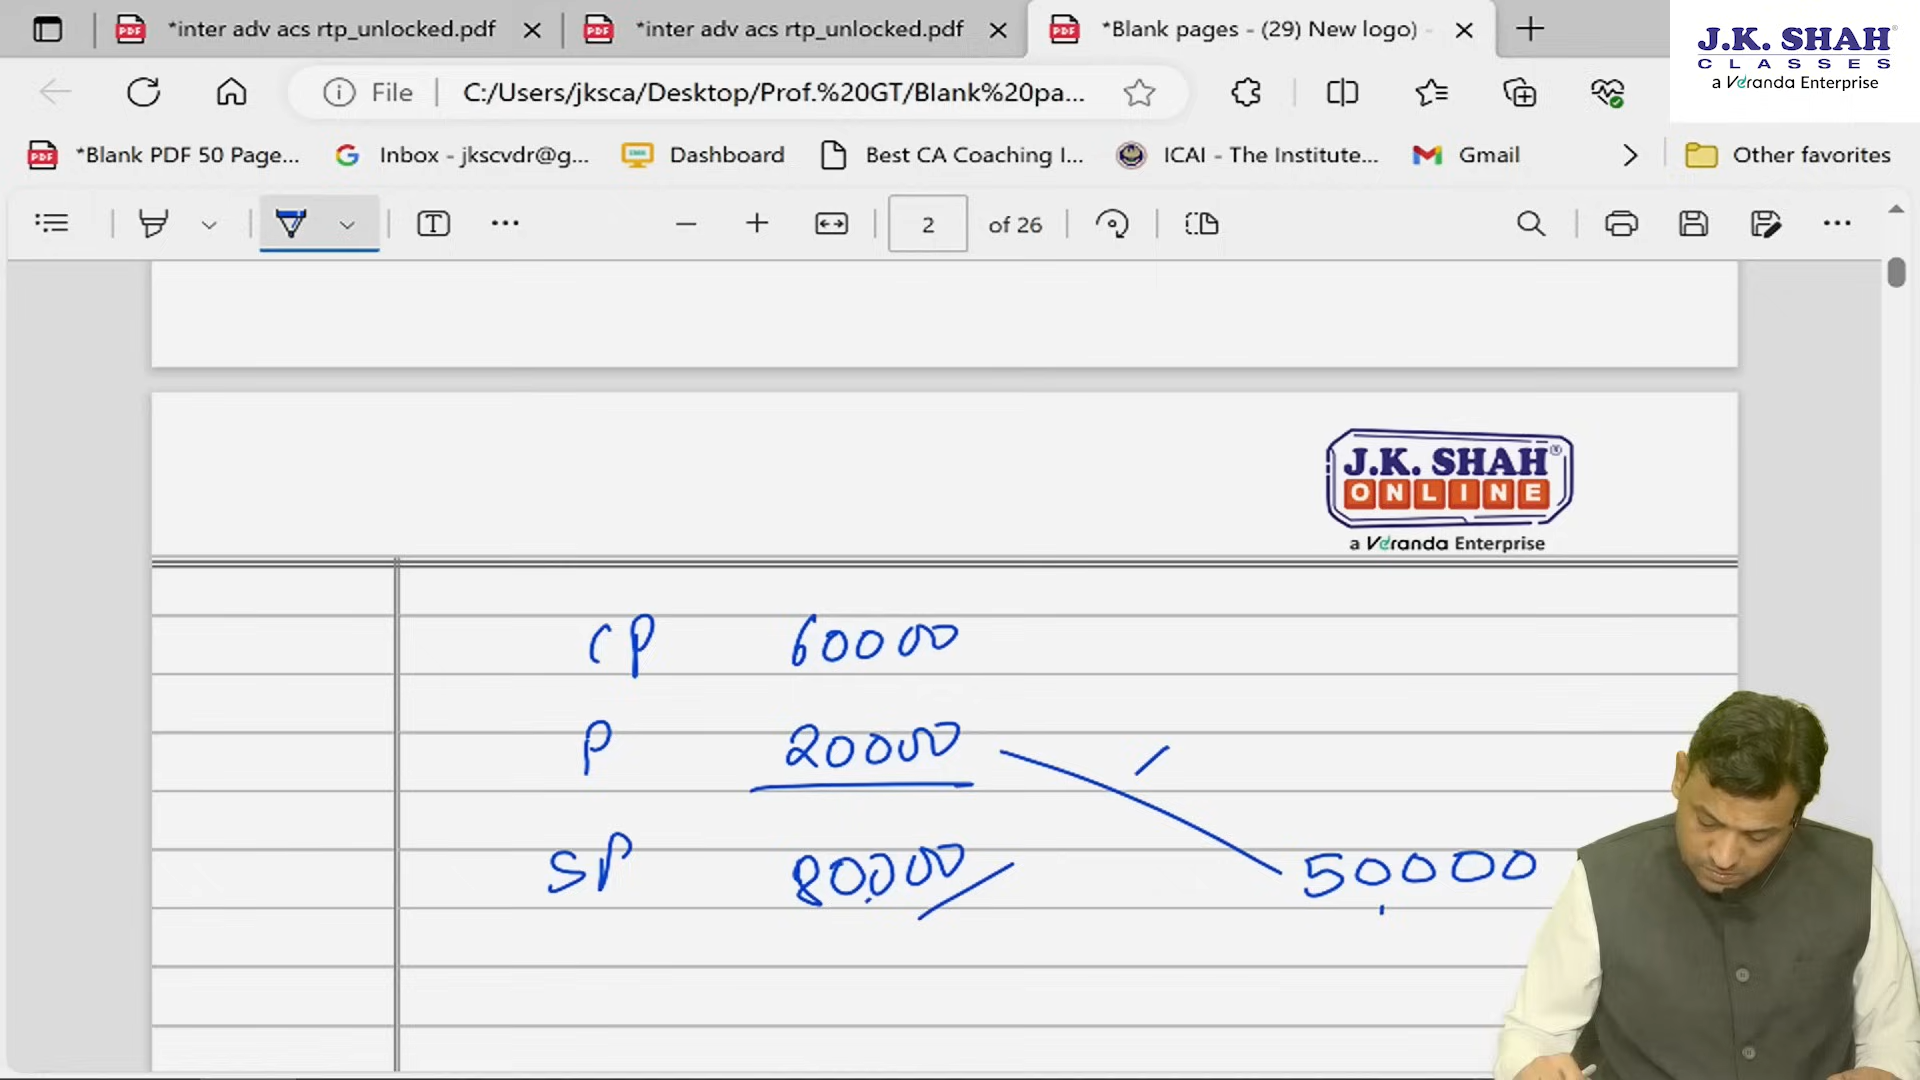 *inter adv acs rtp_unlocked.pdf
*inter adv acs rtp_unlocked.pdf
*Blank pages - (29) New logo) -
J.K. SHAH®
CLASSES
a Veranda Enterprise
File
C:/Users/jksca/Desktop/Prof.%20GT/Blank%20pa...
*Blank PDF 50 Page...
Inbox - jkscvdr@g...
Dashboard
Best CA Coaching I...
ICAI - The Institute...
Gmail
Other favorites
2 of 26
J.K. SHAH®
ONLINE
a Veranda Enterprise
CP 60000
P 20000
SP 80,000 50000